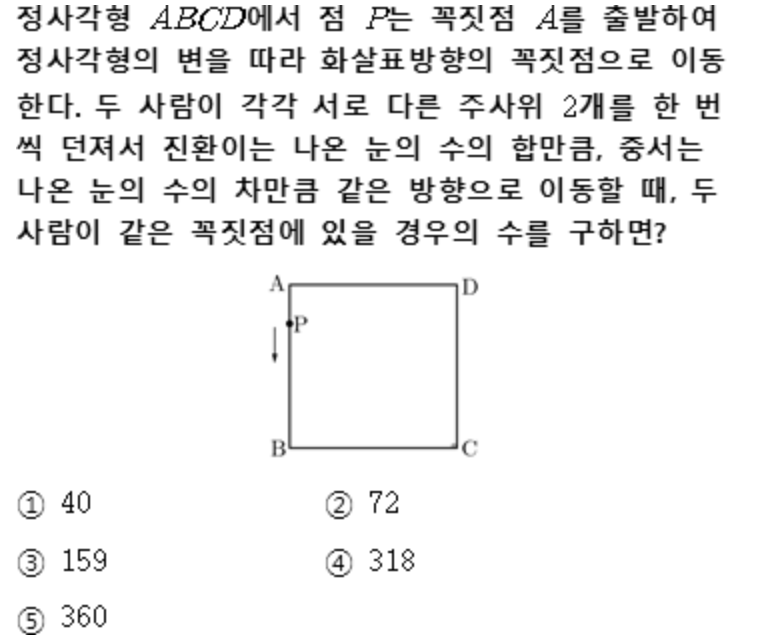 정사각형 ABCD에서 점 P는 꼭짓점 A를 출발하여
정사각형의 변을 따라 화살표방향의 꼭짓점으로 이동
한다. 두 사람이 각각 서로 다른 주사위 2개를 한 번
씩 던져서 진환이는 나온 눈의 수의 합만큼, 중서는
나온 눈의 수의 차만큼 같은 방향으로 이동할 때, 두
사람이 같은 꼭짓점에 있을 경우의 수를 구하면?
A D
P
B C
① 40 ② 72
③ 159 ④ 318
⑤ 360